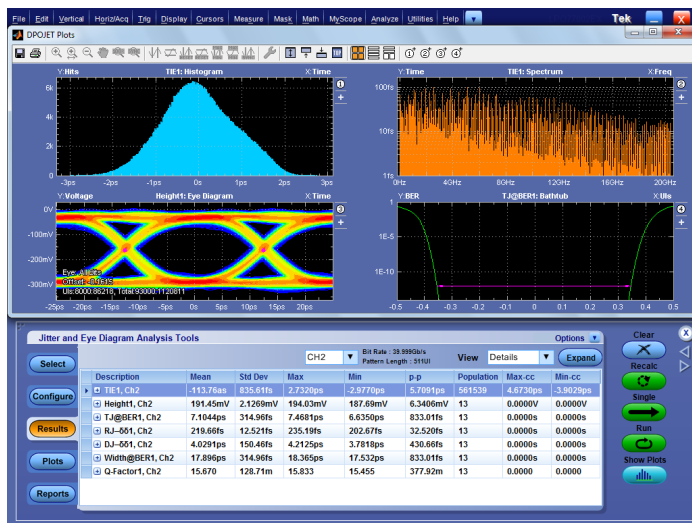 File Edit Vertical Horiz/Acq Trig Display Cursors Measure Mask Math MyScope Analyze Utilities Help Tek
DPOJET Plots
Y:Hits TIE1: Histogram X:Time
6k
4k
2k
0
-3ps -2ps -1ps 0s 1ps 2ps 3ps
Y:Time TIE1: Spectrum X:Freq
100fs
10fs
1fs
0Hz 4GHz 8GHz 12GHz 16GHz 20GHz
Y:Voltage Height1: Eye Diagram X:Time
0V
-100mV
-200mV
-300mV
Eye: All Bits
UIs:8000:86218, Total:93000:1120811
-25ps -20ps -15ps -10ps -5ps 0s 5ps 10ps 15ps 20ps
Y:BER TJ@BER1: Bathtub X:UIs
1
1E-5
1E-10
-0.5 -0.4 -0.3 -0.2 -0.1 0 0.1 0.2 0.3 0.4 0.5
Jitter and Eye Diagram Analysis Tools Options Clear
Select CH2 Bit Rate : 39.999Gb/s View Details Expand
Pattern Length : 511UI
Recalc
Description Mean Std Dev Max Min p-p Population Max-cc Min-cc
TIE1, Ch2 -113.76as 835.61fs 2.7320ps -2.9770ps 5.7091ps 561539 4.6730ps -3.9029ps
Configure Height1, Ch2 191.45mV 2.1269mV 194.03mV 187.69mV 6.3406mV 13 0.0000V 0.0000V Single
TJ@BER1, Ch2 7.1044ps 314.96fs 7.4681ps 6.6350ps 833.01fs 13 0.0000s 0.0000s
Results RJ–δδ1, Ch2 219.66fs 12.521fs 235.19fs 202.67fs 32.520fs 13 0.0000s 0.0000s Run
RJ–δδ1, Ch2 4.0291ps 150.46fs 4.2125ps 3.7818ps 430.66fs 13 0.0000s 0.0000s
Plots Width@BER1, Ch2 17.896ps 314.96fs 18.365ps 17.532ps 833.01fs 13 0.0000s 0.0000s Show Plots
Q-Factor1, Ch2 15.670 128.71m 15.833 15.455 377.92m 13 0.0000 0.0000
Reports